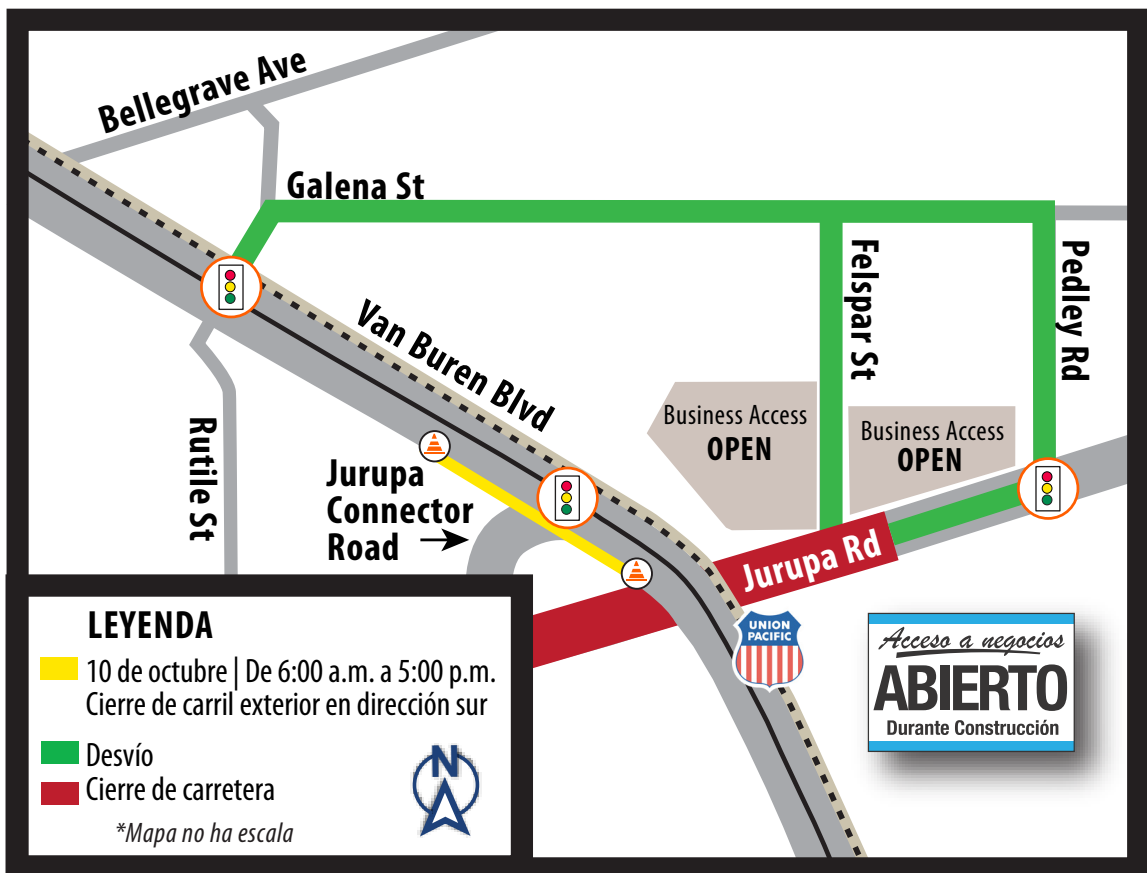 Bellegrave Ave
Galena St
Felspar St
Pedley Rd
Van Buren Blvd
Rutile St
Business Access
OPEN
Business Access
OPEN
Jurupa
Connector
Road
Jurupa Rd
UNION
PACIFIC
LEYENDA
10 de octubre | De 6:00 a.m. a 5:00 p.m.
Cierre de carril exterior en dirección sur
Desvío
Cierre de carretera
*Mapa no ha escala
N
Acceso a negocios
ABIERTO
Durante Construcción